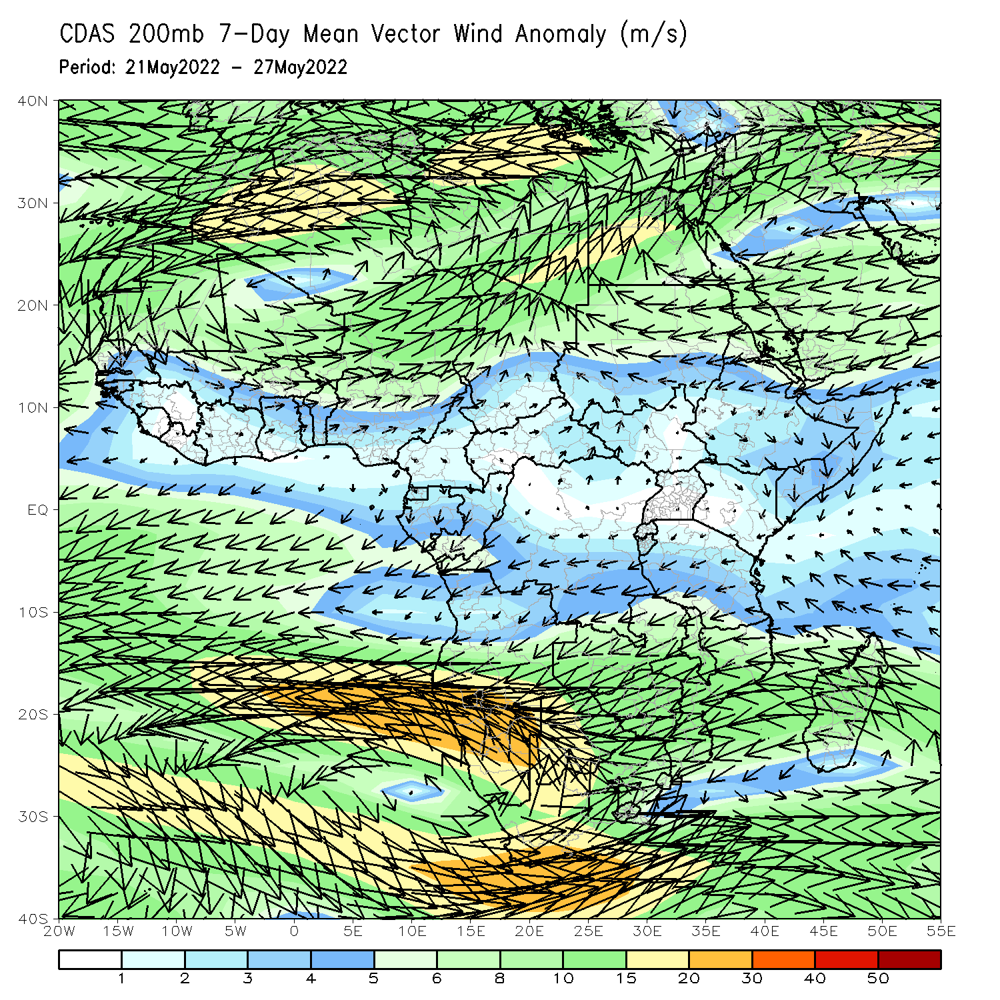 CDAS 200mb 7-Day Mean Vector Wind Anomaly (m/s)
Period: 21May2022 - 27May2022
40N
30N
20N
10N
EQ
10S
20S
30S
40S
20W 15W 10W 5W 0 5E 10E 15E 20E 25E 30E 35E 40E 45E 50E 55E
1 2 3 4 5 6 8 10 15 20 30 40 50